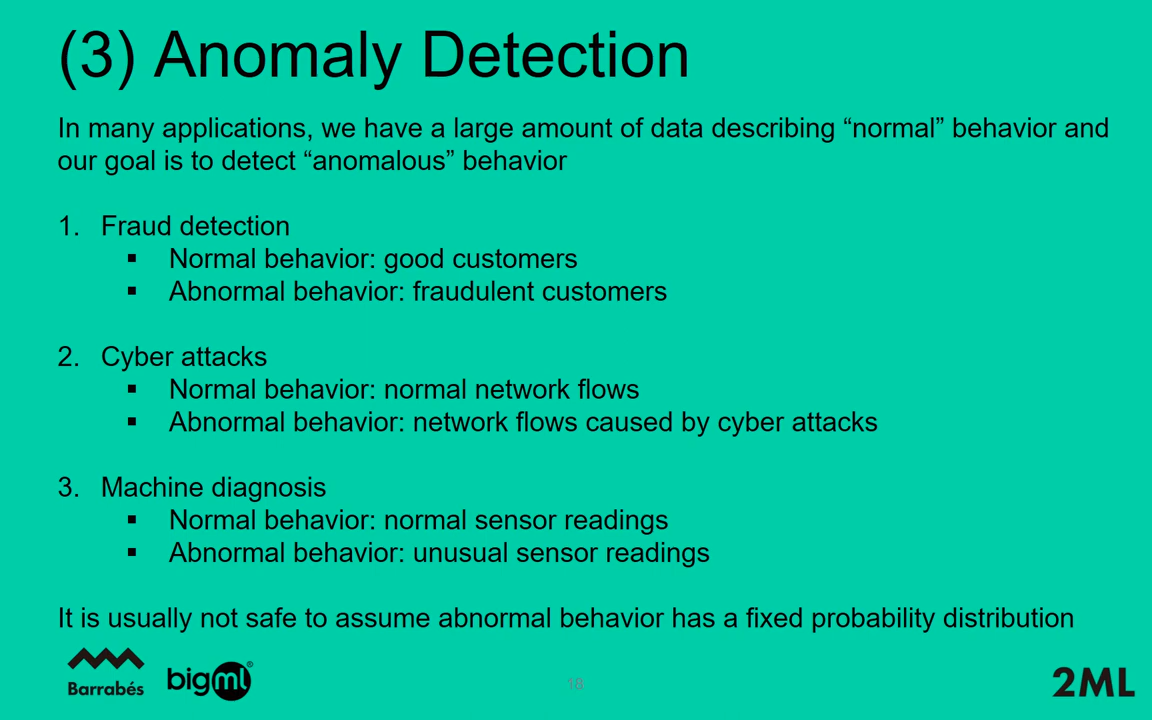 (3) Anomaly Detection
In many applications, we have a large amount of data describing “normal” behavior and
our goal is to detect “anomalous” behavior
1. Fraud detection
▪ Normal behavior: good customers
▪ Abnormal behavior: fraudulent customers
2. Cyber attacks
▪ Normal behavior: normal network flows
▪ Abnormal behavior: network flows caused by cyber attacks
3. Machine diagnosis
▪ Normal behavior: normal sensor readings
▪ Abnormal behavior: unusual sensor readings
It is usually not safe to assume abnormal behavior has a fixed probability distribution
Barrabés bigml® 18 2ML